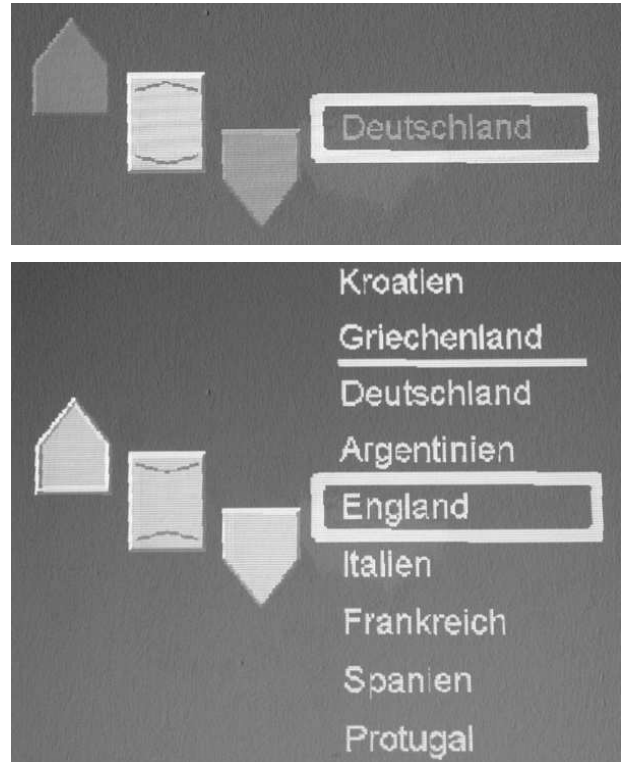 Deutschland
Kroatien
Griechenland
Deutschland
Argentinien
England
Italien
Frankreich
Spanien
Protugal